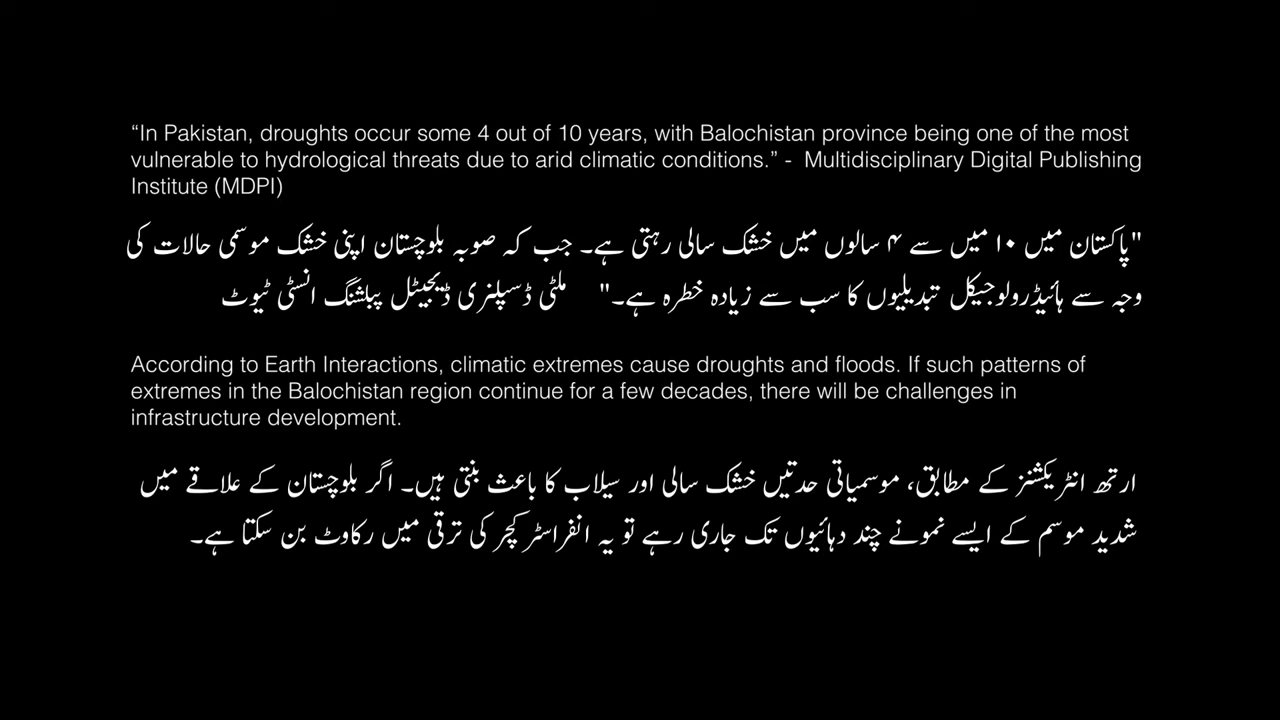 “In Pakistan, droughts occur some 4 out of 10 years, with Balochistan province being one of the most
vulnerable to hydrological threats due to arid climatic conditions.” -  Multidisciplinary Digital Publishing
Institute (MDPI)
"پاکستان میں ۱۰ میں سے ۴ سالوں میں خشک سالی رہتی ہے۔ جب کہ صوبہ بلوچستان اپنی خشک موسمی حالات کی
وجہ سے ہائیڈرولوجیکل تبدیلیوں کا سب سے زیادہ خطرہ ہے۔"  ملٹی ڈسپلنری ڈیجیٹل پبلشنگ انسٹی ٹیوٹ
According to Earth Interactions, climatic extremes cause droughts and floods. If such patterns of
extremes in the Balochistan region continue for a few decades, there will be challenges in
infrastructure development.
ارتھ انٹریکشنز کے مطابق، موسمیاتی حدتیں خشک سالی اور سیلاب کا باعث بنتی ہیں۔ اگر بلوچستان کے علاقے میں
شدید موسم کے ایسے نمونے چند دہائیوں تک جاری رہے تو یہ انفراسٹرکچر کی ترقی میں رکاوٹ بن سکتا ہے۔